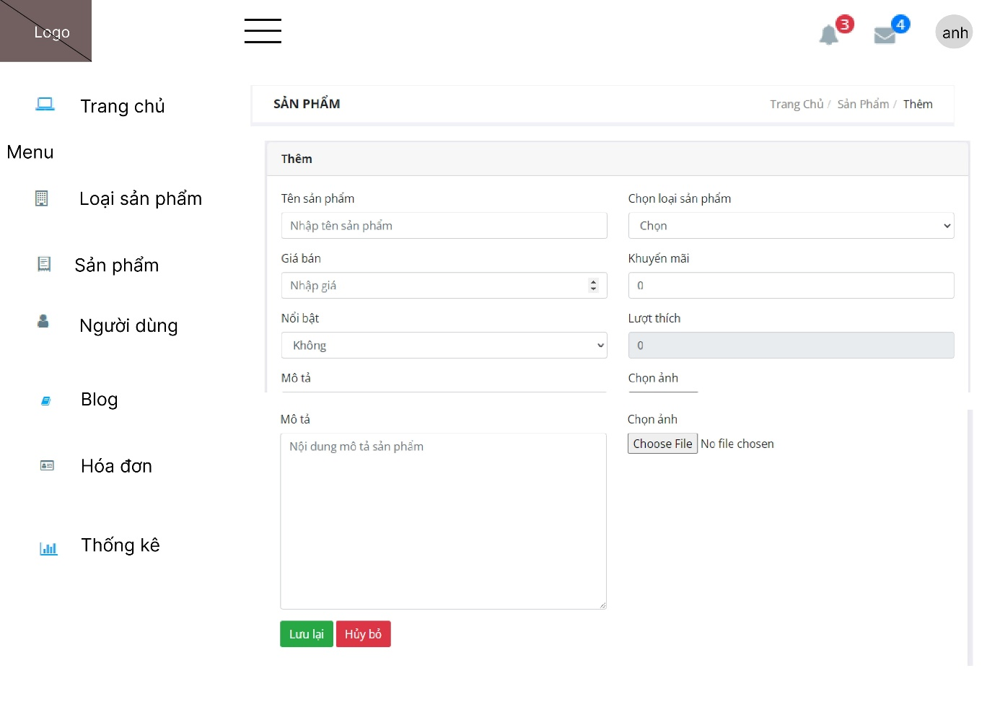 Logo
3
4
anh
Trang chủ
Menu
Loại sản phẩm
Sản phẩm
Người dùng
Blog
Hóa đơn
Thống kê
SẢN PHẨM
Trang Chủ / Sản Phẩm / Thêm
Thêm
Tên sản phẩm
Nhập tên sản phẩm
Chọn loại sản phẩm
Chọn
Giá bán
Nhập giá
Khuyến mãi
0
Nổi bật
Không
Lượt thích
0
Mô tả
Chọn ảnh
Mô tả
Nội dung mô tả sản phẩm
Chọn ảnh
Choose File No file chosen
Lưu lại
Hủy bỏ